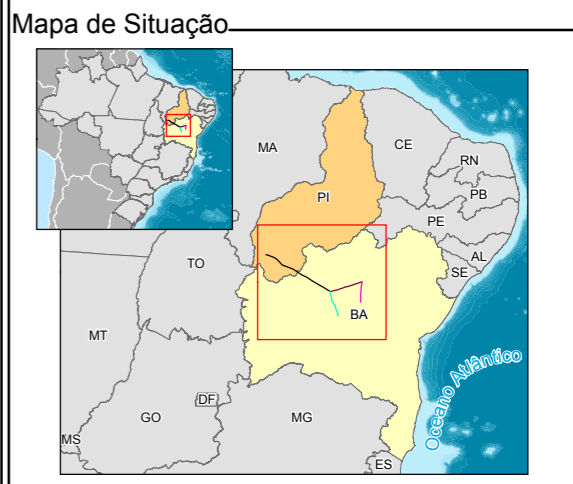 Mapa de Situação
MA
CE
RN
PB
PI
PE
AL
SE
TO
BA
MT
DF
GO
MG
MS
ES
Oceano Atlântico